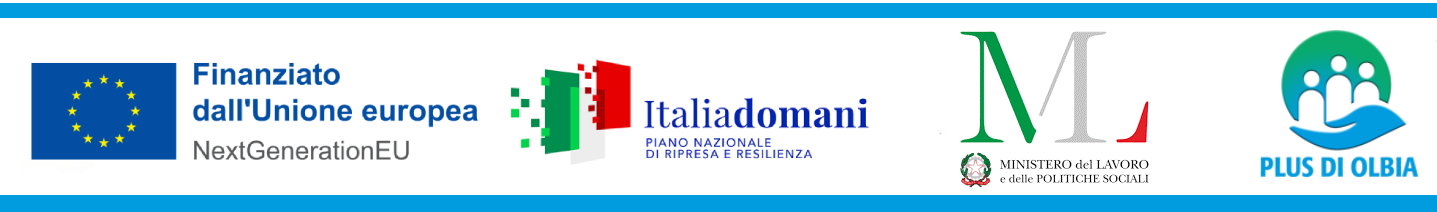 Finanziato
dall'Unione europea
NextGenerationEU
Italiadomani
PIANO NAZIONALE
DI RIPRESA E RESILIENZA
ML
MINISTERO del LAVORO
e delle POLITICHE SOCIALI
PLUS DI OLBIA